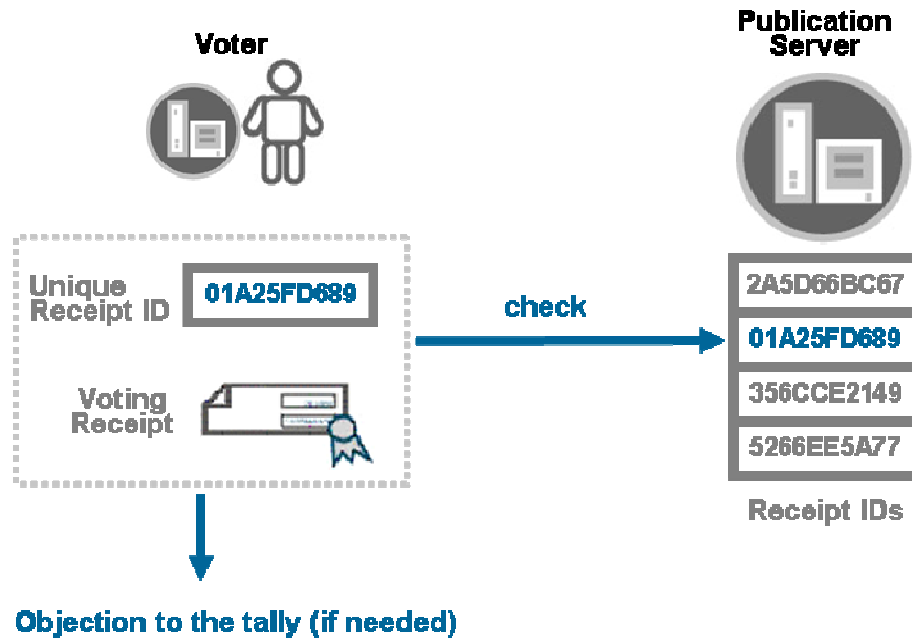 Voter
Publication
Server
Unique
Receipt ID
01A25FD689
check
2A5D66BC67
01A25FD689
356CCE2149
5266EE5A77
Voting
Receipt
Receipt IDs
Objection to the tally (if needed)